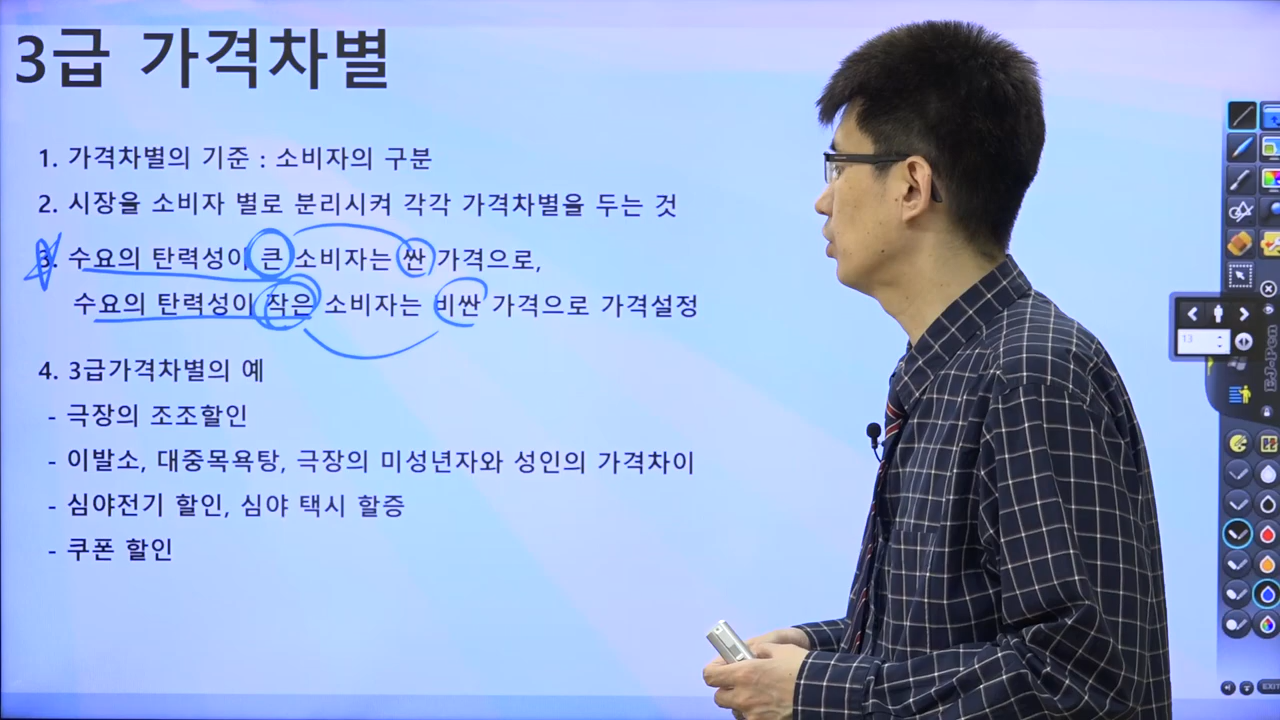 3급 가격차별
1. 가격차별의 기준 : 소비자의 구분
2. 시장을 소비자 별로 분리시켜 각각 가격차별을 두는 것
3. 수요의 탄력성이 큰 소비자는 싼 가격으로,
수요의 탄력성이 작은 소비자는 비싼 가격으로 가격설정
4. 3급가격차별의 예
- 극장의 조조할인
- 이발소, 대중목욕탕, 극장의 미성년자와 성인의 가격차이
- 심야전기 할인, 심야 택시 할증
- 쿠폰 할인
13
EJ-Pen
EXIT